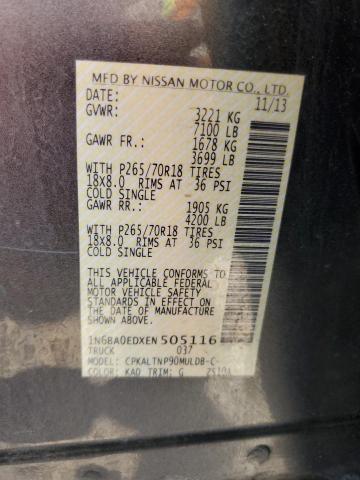 MFD BY NISSAN MOTOR CO., LTD.
DATE: 11/13
GVWR: 3221 KG
7100 LB
GAWR FR.: 1678 KG
3699 LB
WITH P265/70R18 TIRES
18X8.0 RIMS AT 36 PSI
COLD SINGLE
GAWR RR.: 1905 KG
4200 LB
WITH P265/70R18 TIRES
18X8.0 RIMS AT 36 PSI
COLD SINGLE
THIS VEHICLE CONFORMS TO
ALL APPLICABLE FEDERAL
MOTOR VEHICLE SAFETY
STANDARDS IN EFFECT ON
THE DATE OF MANUFACTURE
SHOWN ABOVE.
1N6BA0EDXEN505116
TRUCK 037
MODEL: CPKALTNP90MULDB-C-
COLOR: KAD TRIM: G